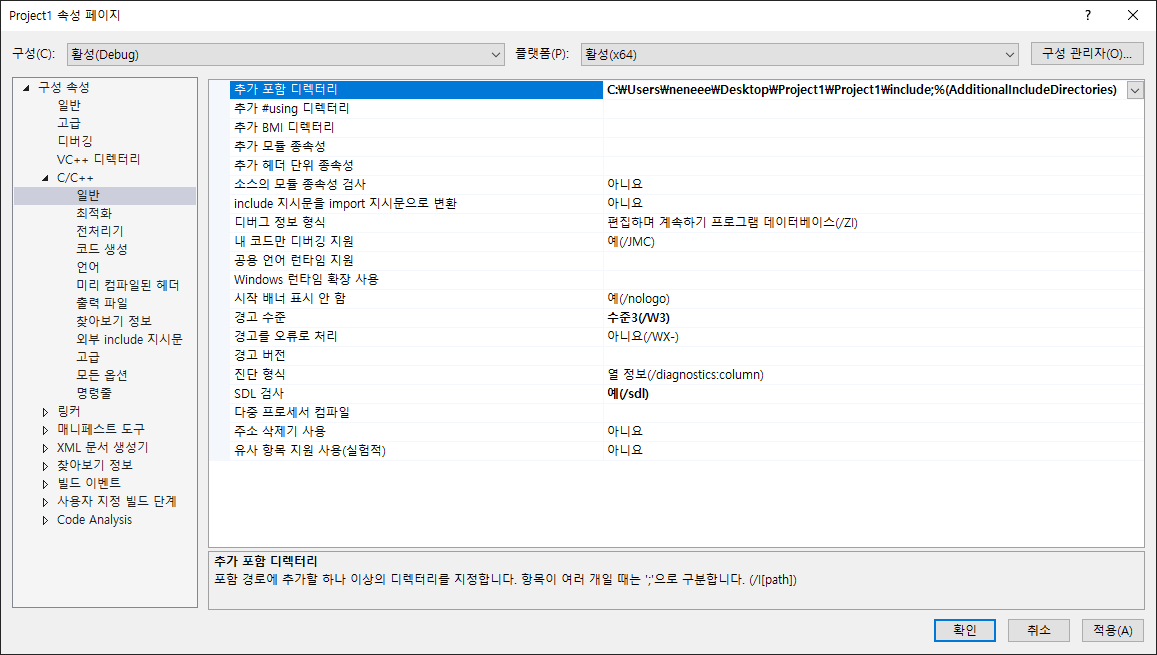 Project1 속성 페이지
?
구성(C): 활성(Debug) 플랫폼(P): 활성(x64) 구성 관리자(O)...
구성 속성
일반
고급
디버깅
VC++ 디렉터리
C/C++
일반
최적화
전처리기
코드 생성
언어
미리 컴파일된 헤더
출력 파일
찾아보기 정보
외부 include 지시문
고급
모든 옵션
명령줄
링커
매니페스트 도구
XML 문서 생성기
찾아보기 정보
빌드 이벤트
사용자 지정 빌드 단계
Code Analysis
추가 포함 디렉터리 C:₩Users₩neneeee₩Desktop₩Project1₩Project1₩include;%(AdditionalIncludeDirectories)
추가 #using 디렉터리
추가 BMI 디렉터리
추가 모듈 종속성
추가 헤더 단위 종속성
소스의 모듈 종속성 검사 아니요
include 지시문을 import 지시문으로 변환 아니요
디버그 정보 형식 편집하며 계속하기 프로그램 데이터베이스(/ZI)
내 코드만 디버깅 지원 예(/JMC)
공용 언어 런타임 지원
Windows 런타임 확장 사용
시작 배너 표시 안 함 예(/nologo)
경고 수준 수준3(/W3)
경고를 오류로 처리 아니요(/WX-)
경고 버전
진단 형식 열 정보(/diagnostics:column)
SDL 검사 예(/sdl)
다중 프로세서 컴파일
주소 삭제기 사용 아니요
유사 항목 지원 사용(실험적) 아니요
추가 포함 디렉터리
포함 경로에 추가할 하나 이상의 디렉터리를 지정합니다. 항목이 여러 개일 때는 ';'으로 구분합니다. (/I[path])
확인 취소 적용(A)